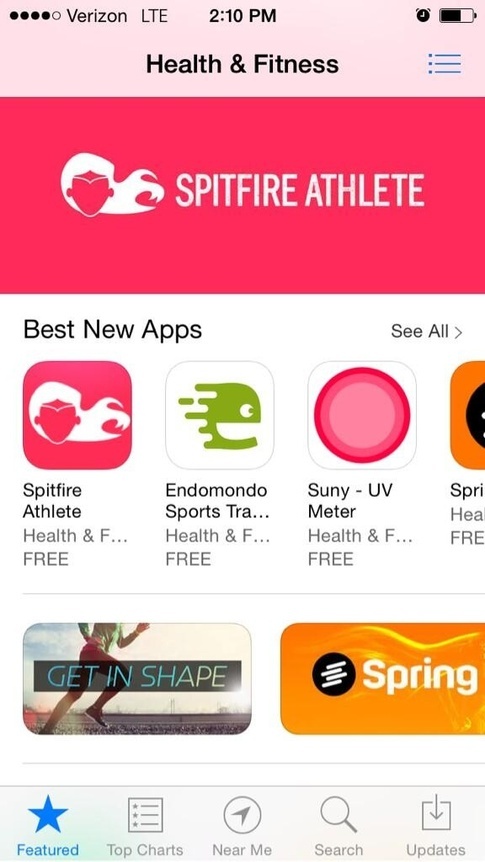 Verizon LTE 2:10 PM
Health & Fitness
SPITFIRE ATHLETE
Best New Apps
See All >
Spitfire
Athlete
Health & F...
FREE
Endomondo
Sports Tra...
Health & F...
FREE
Suny - UV
Meter
Health & F...
FREE
Spri
Heal
FRE
GET IN SHAPE
Spring
Featured
Top Charts
Near Me
Search
Updates